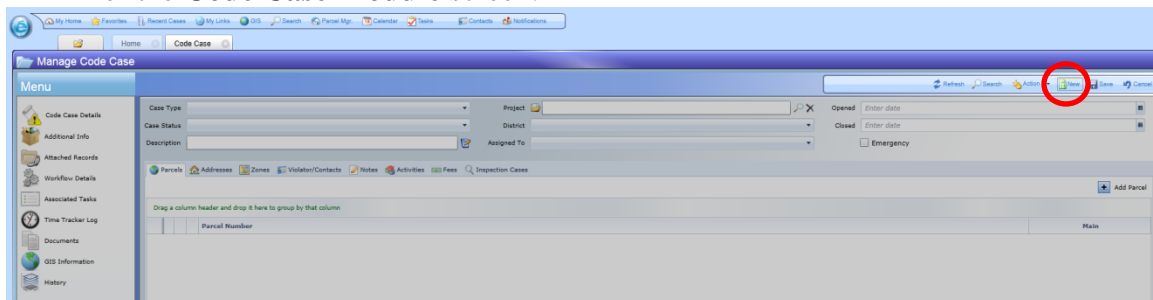 My Home Favorites Recent Cases My Links GIS Search Parcel Mgr. Calendar Tasks Contacts Notifications
Home Code Case
Manage Code Case
Menu
Refresh Search Action New Save Cancel
Code Case Details
Additional Info
Attached Records
Workflow Details
Associated Tasks
Time Tracker Log
Documents
GIS Information
History
Case Type Project Opened Enter date
Case Status District Closed Enter date
Description Assigned To Emergency
Parcels Addresses Zones Violator/Contacts Notes Activities Fees Inspection Cases
Add Parcel
Drag a column header and drop it here to group by that column
Parcel Number Main